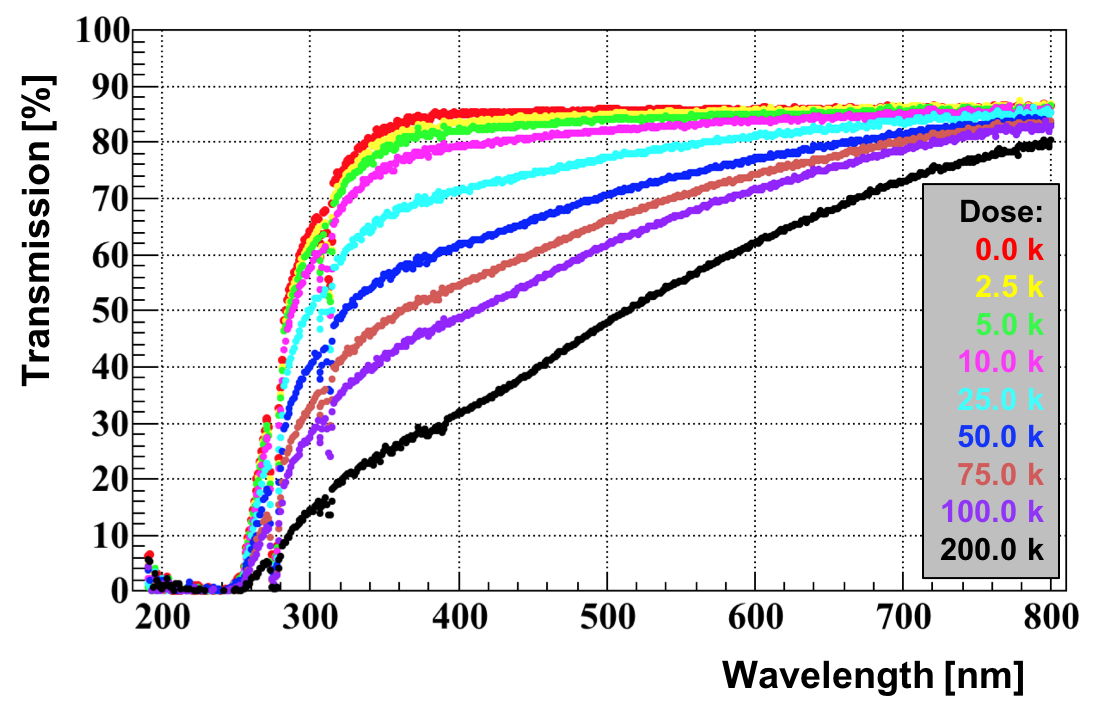 100
90
80
70
60
50
40
30
20
10
0
Transmission [%]
200 300 400 500 600 700 800
Wavelength [nm]
Dose:
0.0 k
2.5 k
5.0 k
10.0 k
25.0 k
50.0 k
75.0 k
100.0 k
200.0 k